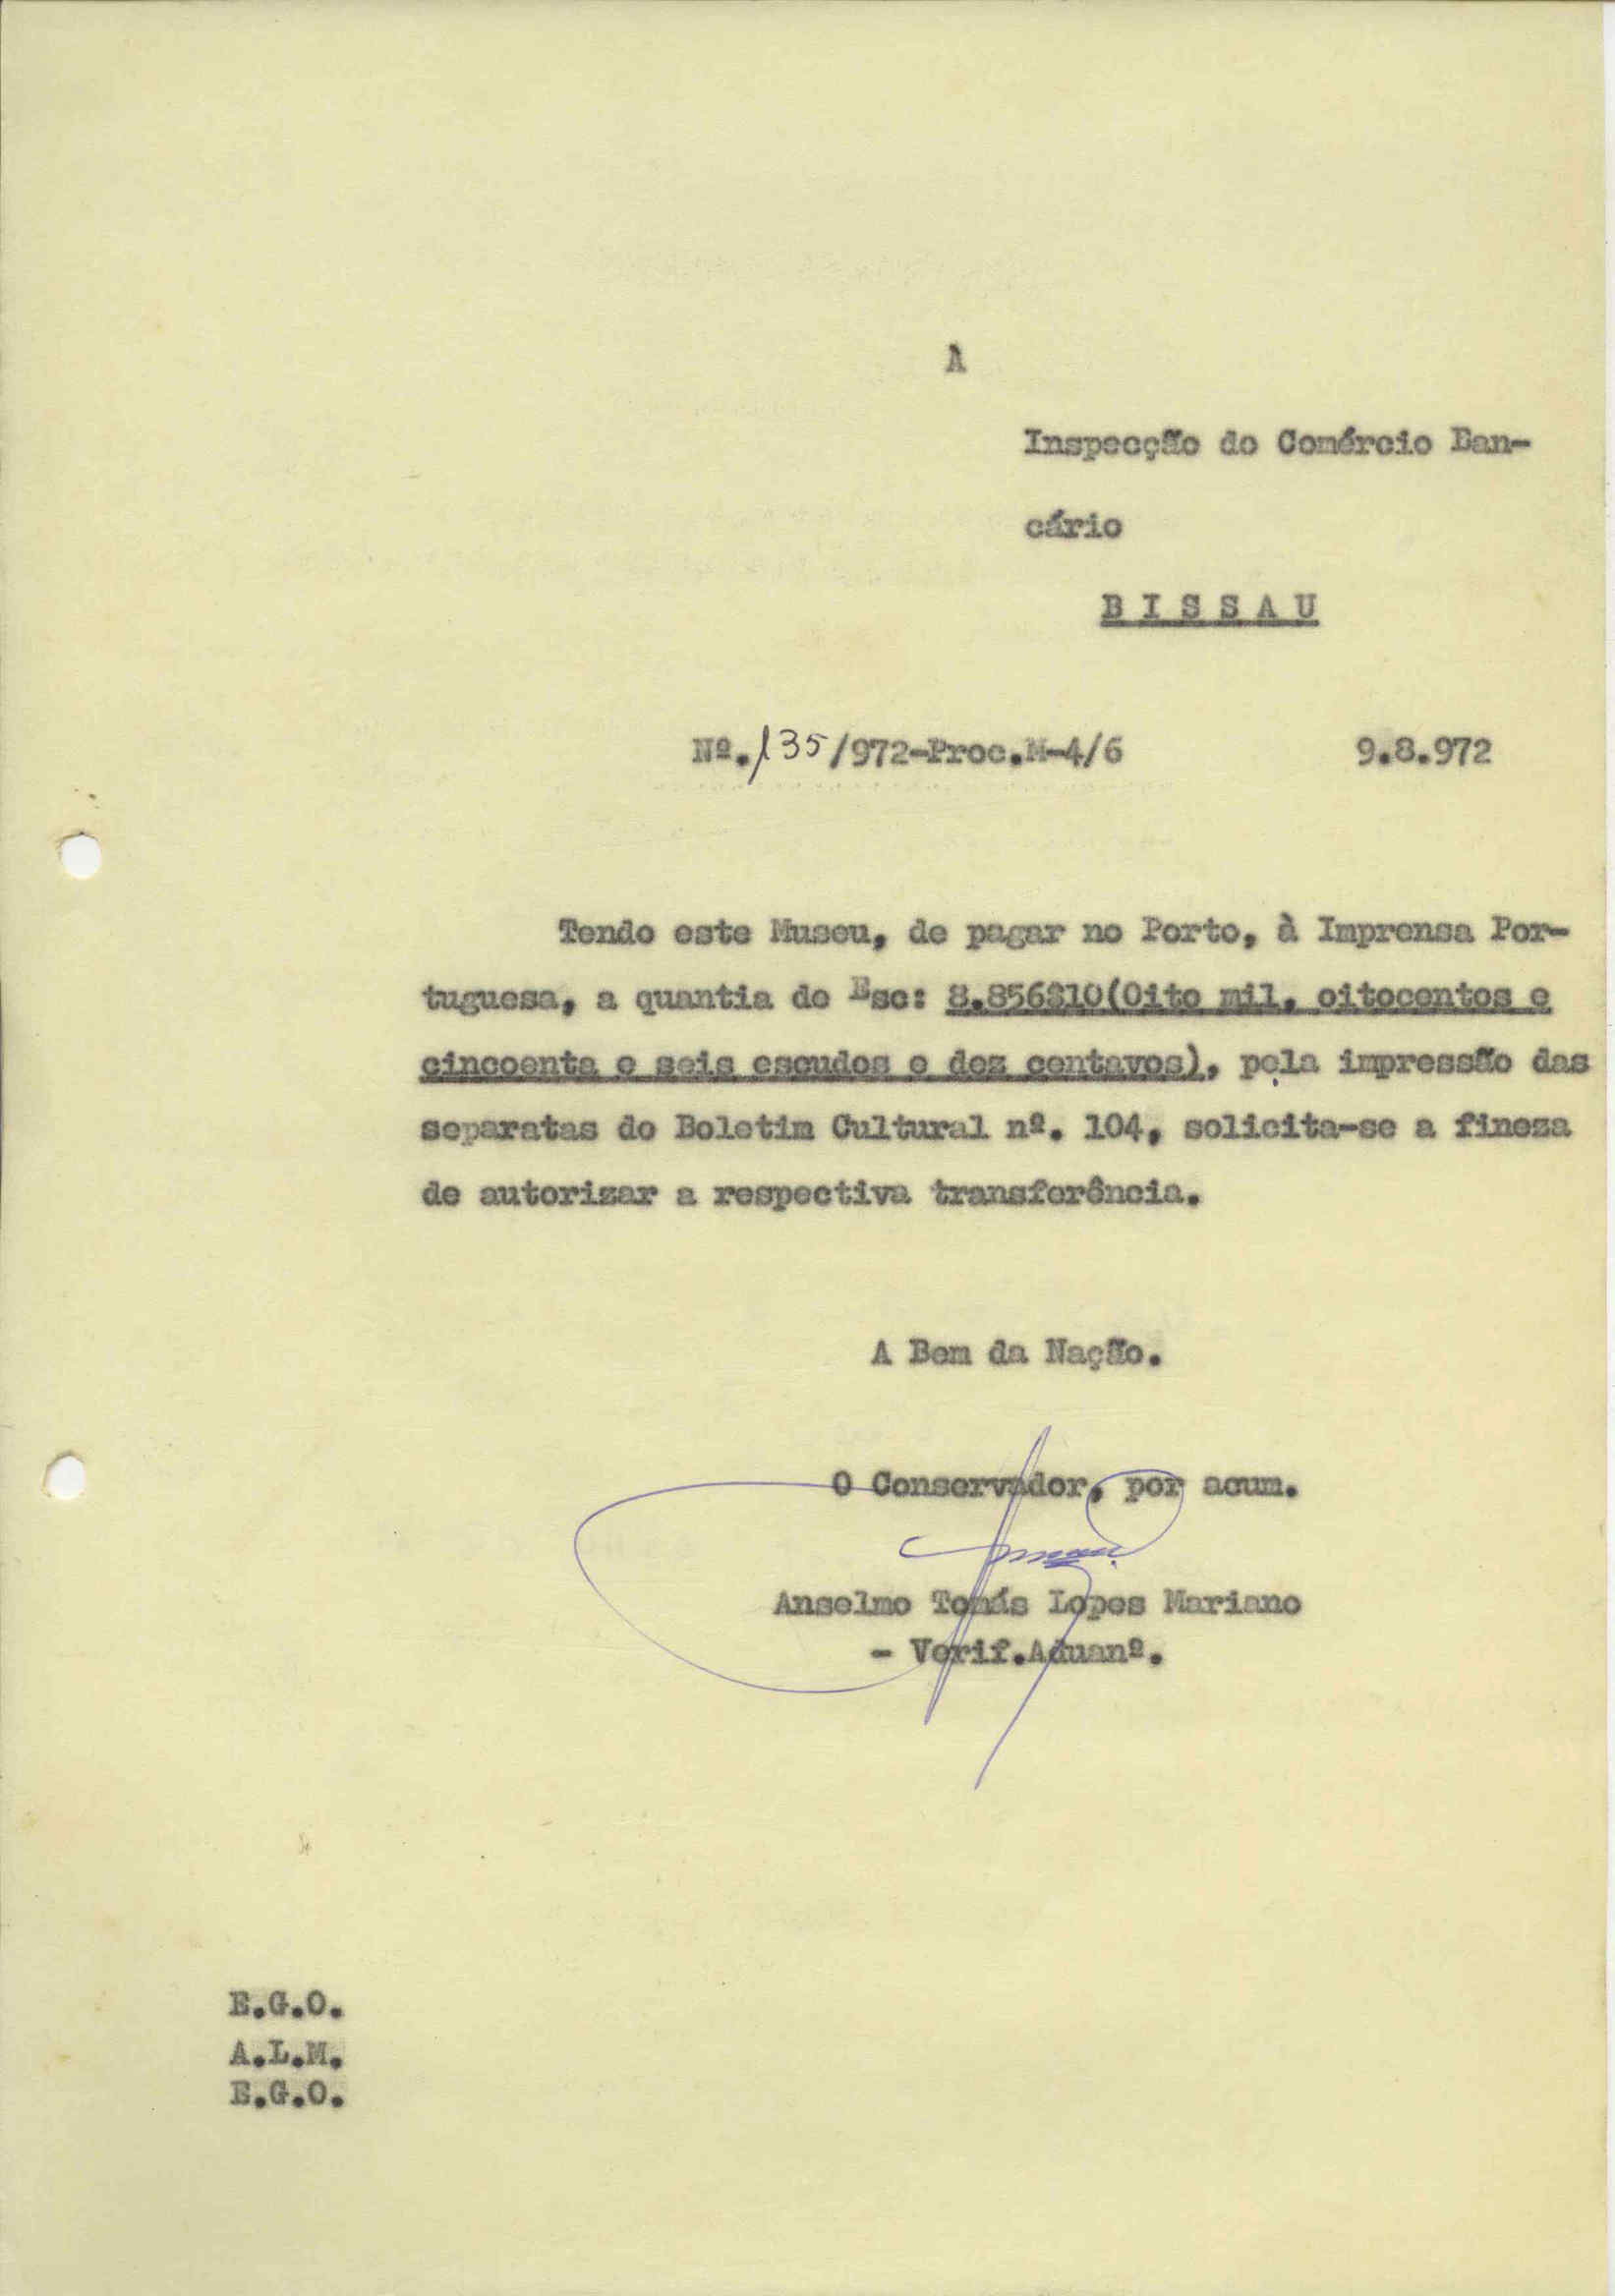 À
Inspecção do Comércio Ban-
cário
B I S S A U
Nº.135/972-Proc.M-4/6 9.8.972
Tendo este Museu, de pagar no Porto, à Imprensa Por-
tuguesa, a quantia de Esc: 8.856$10(Oito mil, oitocentos e
cincoenta e seis escudos e dez centavos), pela impressão das
separatas do Boletim Cultural nº. 104, solicita-se a fineza
de autorizar a respectiva transferência.
A Bem da Nação.
O Conservador, por acum.
Anselmo Tomás Lopes Mariano
- Verif.Aduanº.
E.G.O.
A.L.M.
E.G.O.